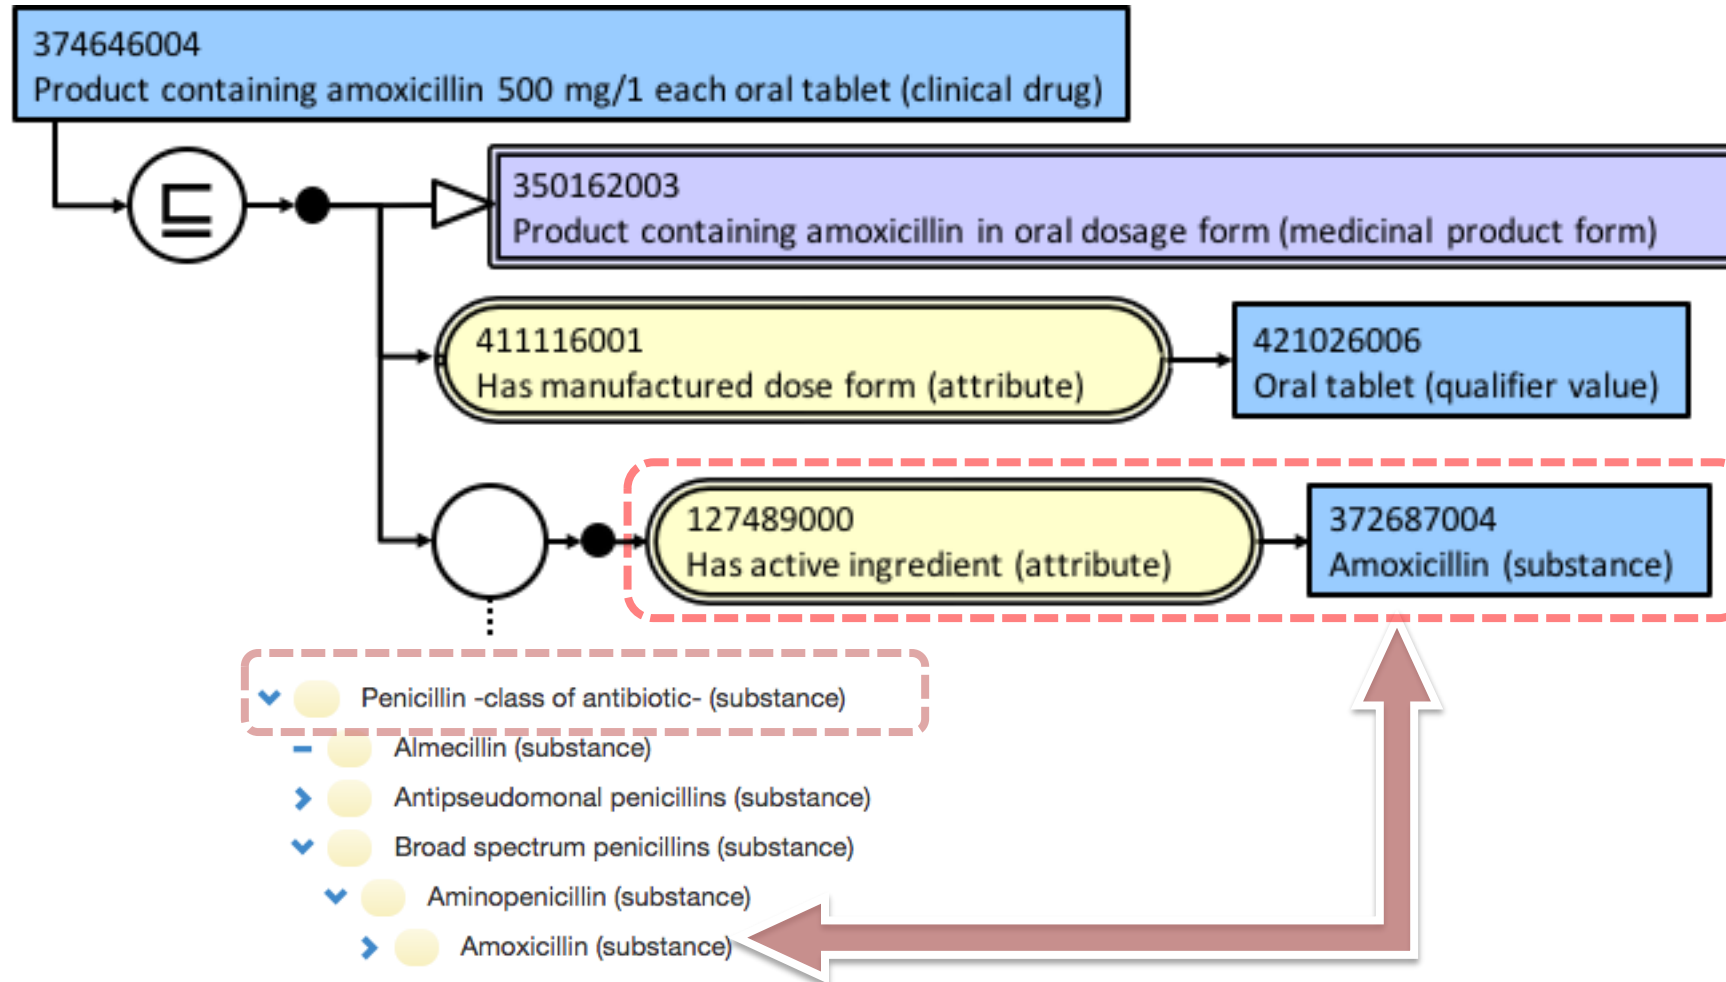 374646004
Product containing amoxicillin 500 mg/1 each oral tablet (clinical drug)
⊑
350162003
Product containing amoxicillin in oral dosage form (medicinal product form)
411116001
Has manufactured dose form (attribute)
421026006
Oral tablet (qualifier value)
127489000
Has active ingredient (attribute)
372687004
Amoxicillin (substance)
Penicillin -class of antibiotic- (substance)
Almecillin (substance)
Antipseudomonal penicillins (substance)
Broad spectrum penicillins (substance)
Aminopenicillin (substance)
Amoxicillin (substance)